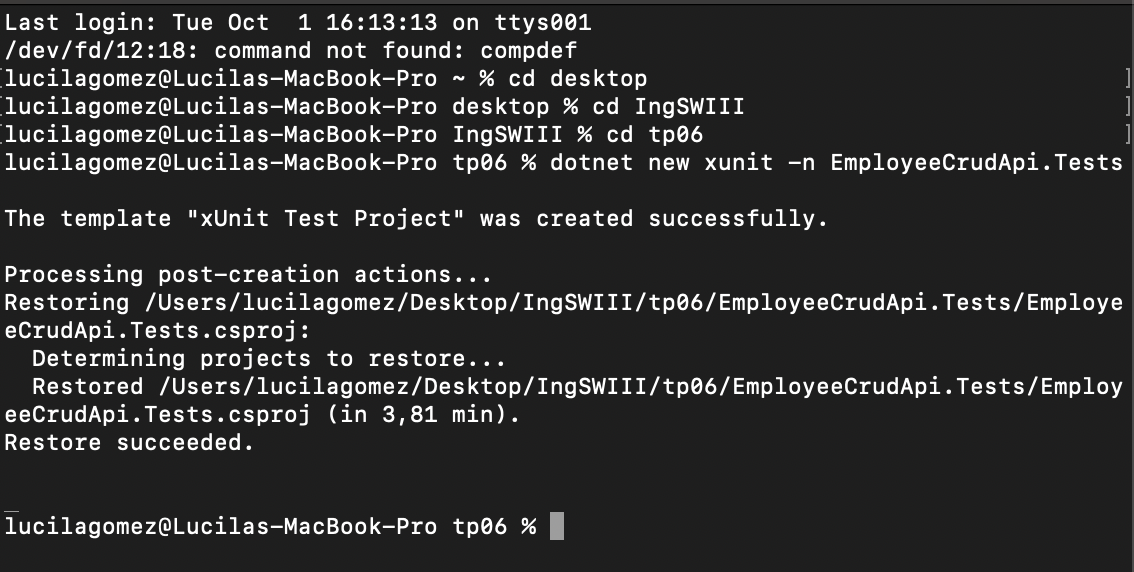 Last login: Tue Oct  1 16:13:13 on ttys001
/dev/fd/12:18: command not found: compdef
[lucilagomez@Lucilas-MacBook-Pro ~ % cd desktop ]
[lucilagomez@Lucilas-MacBook-Pro desktop % cd IngSWIII ]
[lucilagomez@Lucilas-MacBook-Pro IngSWIII % cd tp06 ]
lucilagomez@Lucilas-MacBook-Pro tp06 % dotnet new xunit -n EmployeeCrudApi.Tests
The template "xUnit Test Project" was created successfully.
Processing post-creation actions...
Restoring /Users/lucilagomez/Desktop/IngSWIII/tp06/EmployeeCrudApi.Tests/Employe
eCrudApi.Tests.csproj:
  Determining projects to restore...
  Restored /Users/lucilagomez/Desktop/IngSWIII/tp06/EmployeeCrudApi.Tests/Employ
eeCrudApi.Tests.csproj (in 3,81 min).
Restore succeeded.
lucilagomez@Lucilas-MacBook-Pro tp06 %